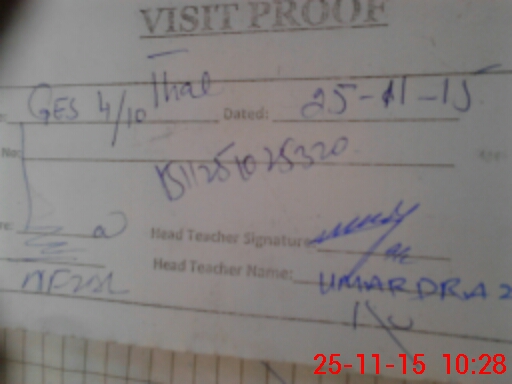 VISIT PROOF
GES 4/10 Thal Dated: 25-11-15
No:
1511251025320
Head Teacher Signature
Head Teacher Name: UMAR DRAZ
25-11-15 10:28